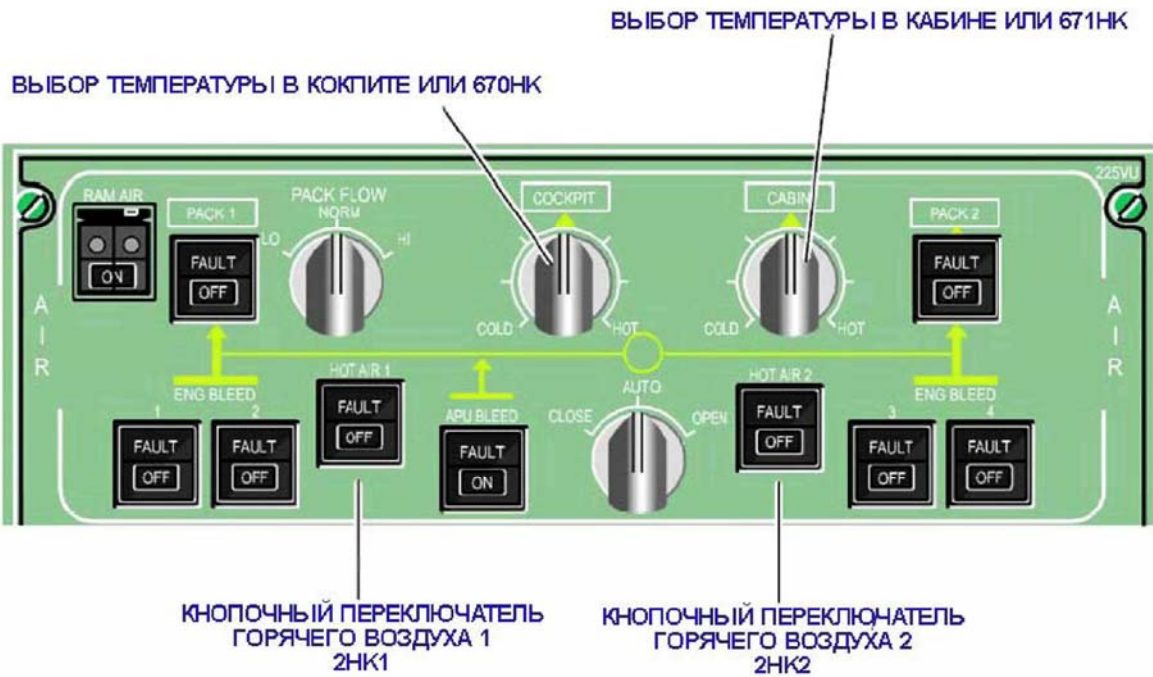 ВЫБОР ТЕМПЕРАТУРЫ В КАБИНЕ ИЛИ 671НК
ВЫБОР ТЕМПЕРАТУРЫ В КОКПИТЕ ИЛИ 670НК
225VU
RAM AIR
PACK 1
PACK FLOW
COCKPIT
CABIN
PACK 2
LO
NORM
HI
ON
FAULT
OFF
COLD
HOT
COLD
HOT
FAULT
OFF
AIR
AIR
ENG BLEED
HOT AIR 1
APU BLEED
AUTO
HOT AIR 2
ENG BLEED
1
2
CLOSE
OPEN
3
4
FAULT
OFF
FAULT
OFF
FAULT
OFF
FAULT
ON
FAULT
OFF
FAULT
OFF
FAULT
OFF
КНОПОЧНЫЙ ПЕРЕКЛЮЧАТЕЛЬ
ГОРЯЧЕГО ВОЗДУХА 1
2НК1
КНОПОЧНЫЙ ПЕРЕКЛЮЧАТЕЛЬ
ГОРЯЧЕГО ВОЗДУХА 2
2НК2